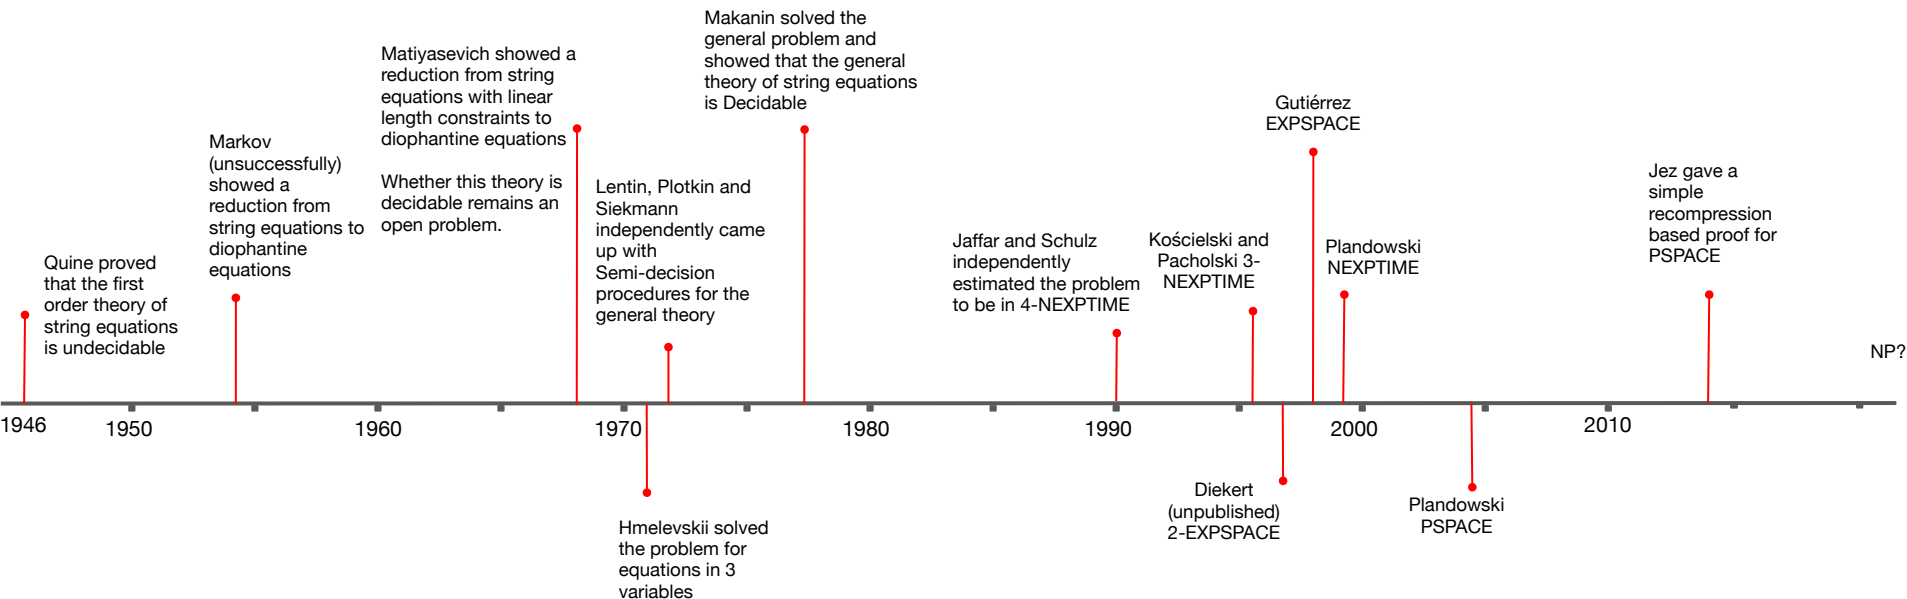 Quine proved
that the first
order theory of
string equations
is undecidable
Markov
(unsuccessfully)
showed a
reduction from
string equations to
diophantine
equations
Matiyasevich showed a
reduction from string
equations with linear
length constraints to
diophantine equations
Whether this theory is
decidable remains an
open problem.
Lentin, Plotkin and
Siekmann
independently came
up with
Semi-decision
procedures for the
general theory
Makanin solved the
general problem and
showed that the general
theory of string equations
is Decidable
Jaffar and Schulz
independently
estimated the problem
to be in 4-NEXPTIME
Kościelski and
Pacholski 3-
NEXPTIME
Gutiérrez
EXPSPACE
Plandowski
NEXPTIME
Jez gave a
simple
recompression
based proof for
PSPACE
NP?
1946
1950
1960
1970
1980
1990
2000
2010
Hmelevskii solved
the problem for
equations in 3
variables
Diekert
(unpublished)
2-EXPSPACE
Plandowski
PSPACE